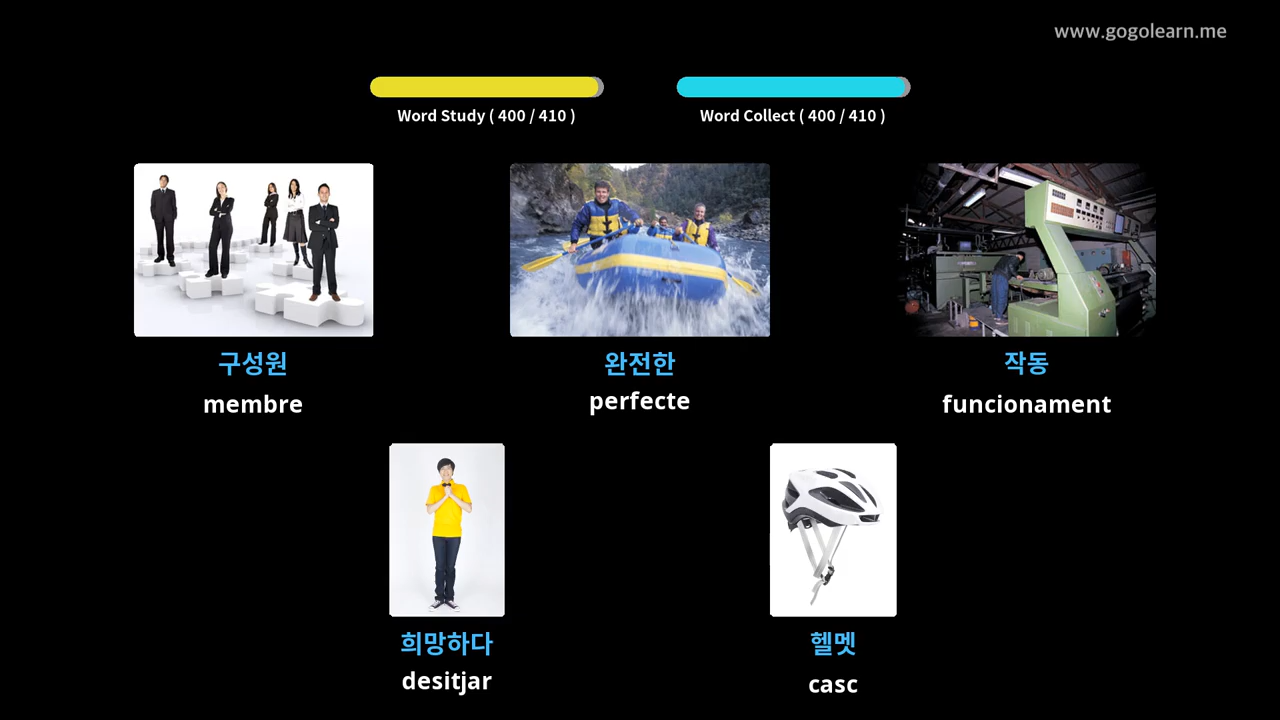 www.gogolearn.me
Word Study ( 400 / 410 )
Word Collect ( 400 / 410 )
구성원
membre
완전한
perfecte
작동
funcionament
희망하다
desitjar
헬멧
casc